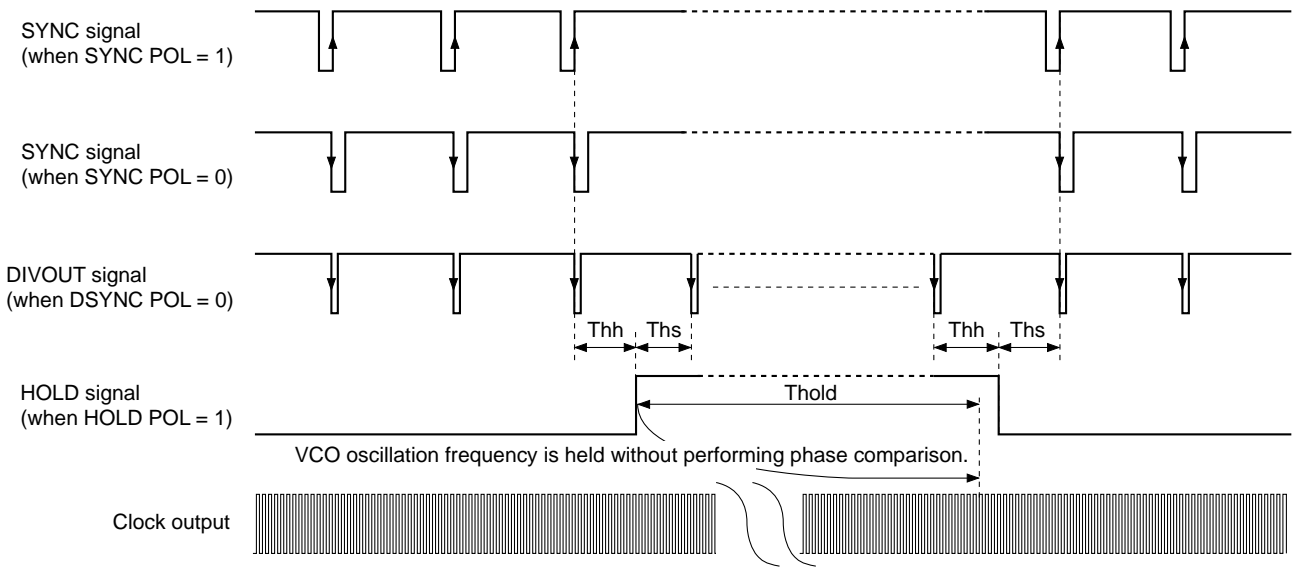 SYNC signal
(when SYNC POL = 1)
SYNC signal
(when SYNC POL = 0)
DIVOUT signal
(when DSYNC POL = 0)
Thh
Ths
Thh
Ths
HOLD signal
(when HOLD POL = 1)
Thold
VCO oscillation frequency is held without performing phase comparison.
Clock output